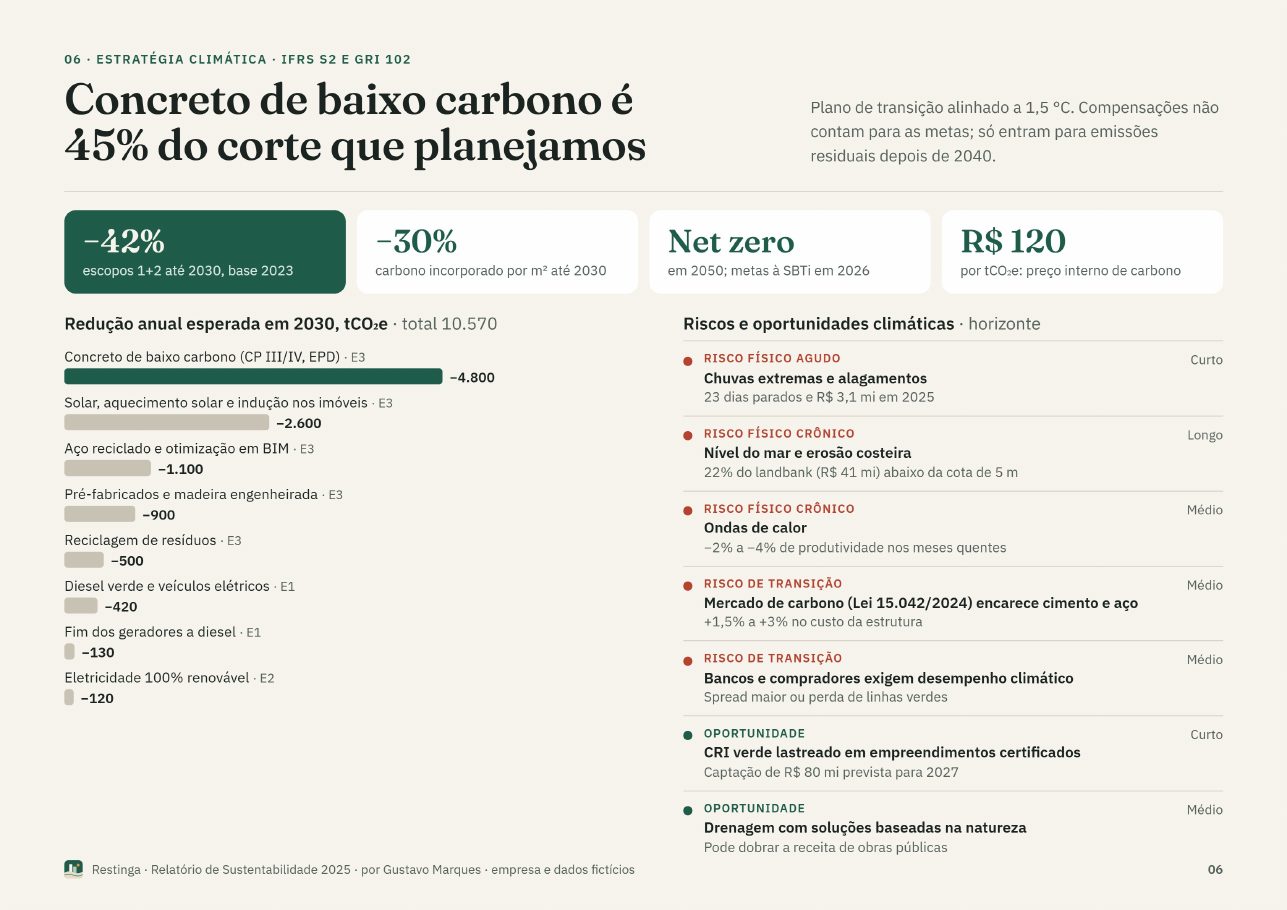 06 · ESTRATÉGIA CLIMÁTICA · IFRS S2 E GRI 102
Concreto de baixo carbono é
45% do corte que planejamos
Plano de transição alinhado a 1,5 °C. Compensações não
contam para as metas; só entram para emissões
residuais depois de 2040.
−42%
escopos 1+2 até 2030, base 2023
−30%
carbono incorporado por m² até 2030
Net zero
em 2050; metas à SBTi em 2026
R$ 120
por tCO₂e: preço interno de carbono
Redução anual esperada em 2030, tCO₂e · total 10.570
Concreto de baixo carbono (CP III/IV, EPD) · E3
−4.800
Solar, aquecimento solar e indução nos imóveis · E3
−2.600
Aço reciclado e otimização em BIM · E3
−1.100
Pré-fabricados e madeira engenheirada · E3
−900
Reciclagem de resíduos · E3
−500
Diesel verde e veículos elétricos · E1
−420
Fim dos geradores a diesel · E1
−130
Eletricidade 100% renovável · E2
−120
Riscos e oportunidades climáticas · horizonte
RISCO FÍSICO AGUDO
Curto
Chuvas extremas e alagamentos
23 dias parados e R$ 3,1 mi em 2025
RISCO FÍSICO CRÔNICO
Longo
Nível do mar e erosão costeira
22% do landbank (R$ 41 mi) abaixo da cota de 5 m
RISCO FÍSICO CRÔNICO
Médio
Ondas de calor
−2% a −4% de produtividade nos meses quentes
RISCO DE TRANSIÇÃO
Médio
Mercado de carbono (Lei 15.042/2024) encarece cimento e aço
+1,5% a +3% no custo da estrutura
RISCO DE TRANSIÇÃO
Médio
Bancos e compradores exigem desempenho climático
Spread maior ou perda de linhas verdes
OPORTUNIDADE
Curto
CRI verde lastreado em empreendimentos certificados
Captação de R$ 80 mi prevista para 2027
OPORTUNIDADE
Médio
Drenagem com soluções baseadas na natureza
Pode dobrar a receita de obras públicas
Restinga · Relatório de Sustentabilidade 2025 · por Gustavo Marques · empresa e dados fictícios
06